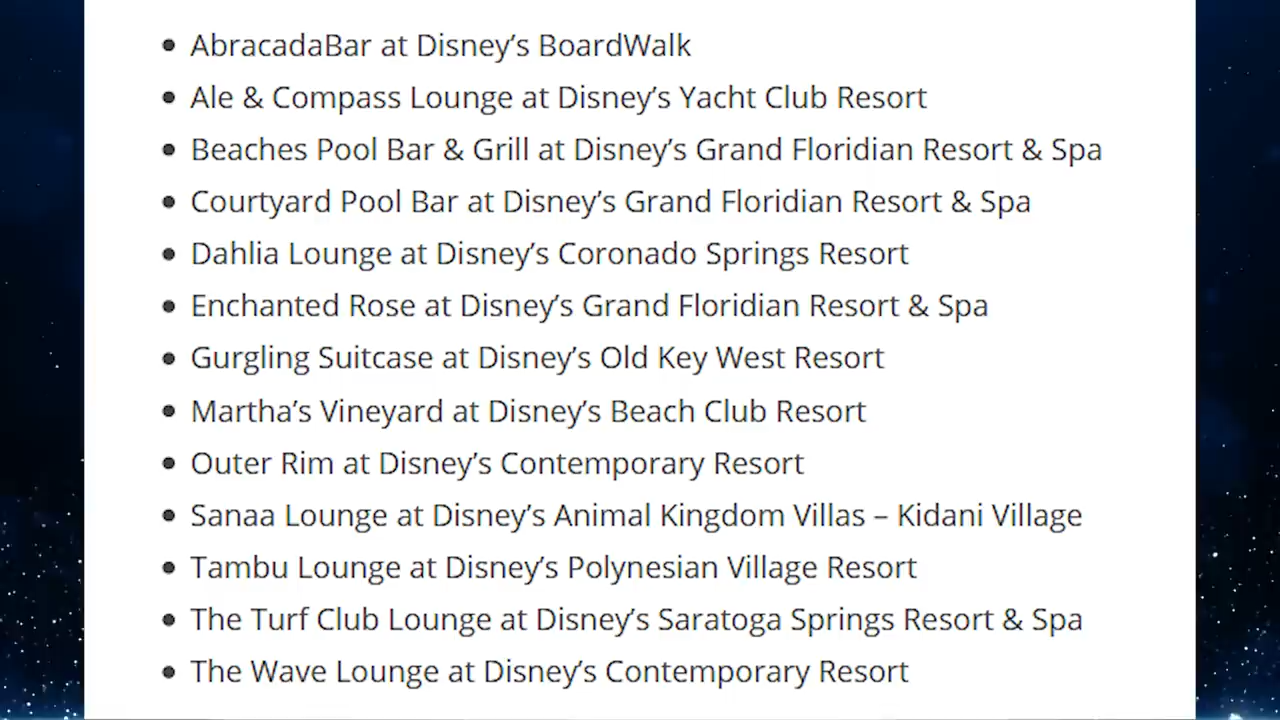 AbracadaBar at Disney’s BoardWalk
Ale & Compass Lounge at Disney’s Yacht Club Resort
Beaches Pool Bar & Grill at Disney’s Grand Floridian Resort & Spa
Courtyard Pool Bar at Disney’s Grand Floridian Resort & Spa
Dahlia Lounge at Disney’s Coronado Springs Resort
Enchanted Rose at Disney’s Grand Floridian Resort & Spa
Gurgling Suitcase at Disney’s Old Key West Resort
Martha’s Vineyard at Disney’s Beach Club Resort
Outer Rim at Disney’s Contemporary Resort
Sanaa Lounge at Disney’s Animal Kingdom Villas – Kidani Village
Tambu Lounge at Disney’s Polynesian Village Resort
The Turf Club Lounge at Disney’s Saratoga Springs Resort & Spa
The Wave Lounge at Disney’s Contemporary Resort